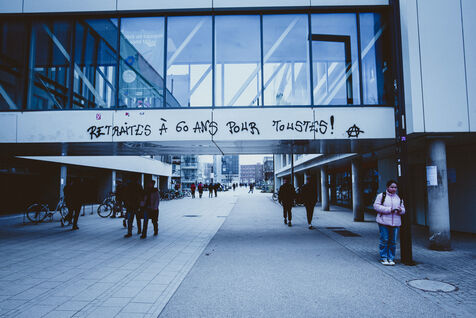 RETRAITES À 60 ANS POUR TOUSTES!